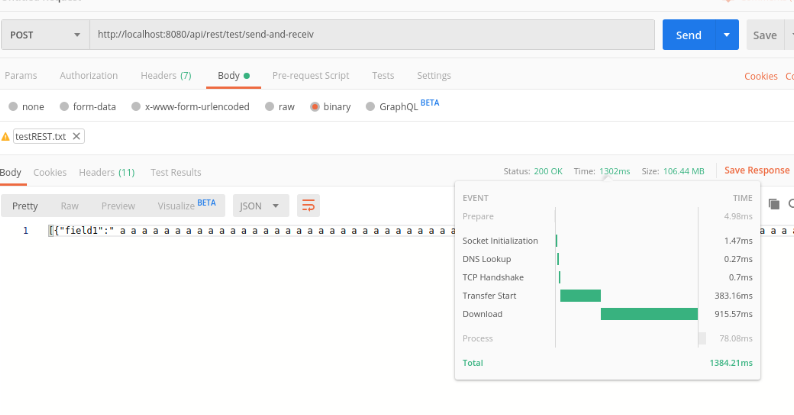 POST http://localhost:8080/api/rest/test/send-and-receiv Send Save
Params Authorization Headers (7) Body Pre-request Script Tests Settings Cookies
none form-data x-www-form-urlencoded raw binary GraphQL BETA
testREST.txt
Body Cookies Headers (11) Test Results Status: 200 OK Time: 1302ms Size: 106.44 MB Save Response
Pretty Raw Preview Visualize BETA JSON
1 [{"field1":" a a a a a a a a a a a a a a a a a a a a a a a a a a a a a a a
EVENT TIME
Prepare 4.98ms
Socket Initialization 1.47ms
DNS Lookup 0.27ms
TCP Handshake 0.7ms
Transfer Start 383.16ms
Download 915.57ms
Process 78.08ms
Total 1384.21ms